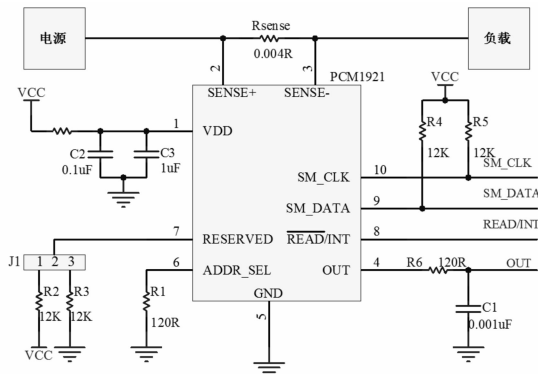 电源
Rsense
0.004R
负载
2
3
PCM1921
SENSE+
SENSE-
VCC
VCC
1
VDD
R4
R5
C2
C3
12K
12K
0.1uF
1uF
SM_CLK
10
SM_CLK
SM_DATA
9
SM_DATA
7
RESERVED
READ/INT
8
READ/INT
J1
1 2 3
6
ADDR_SEL
OUT
4
R6
120R
OUT
R2
R3
R1
GND
12K
12K
120R
5
C1
0.001uF
VCC